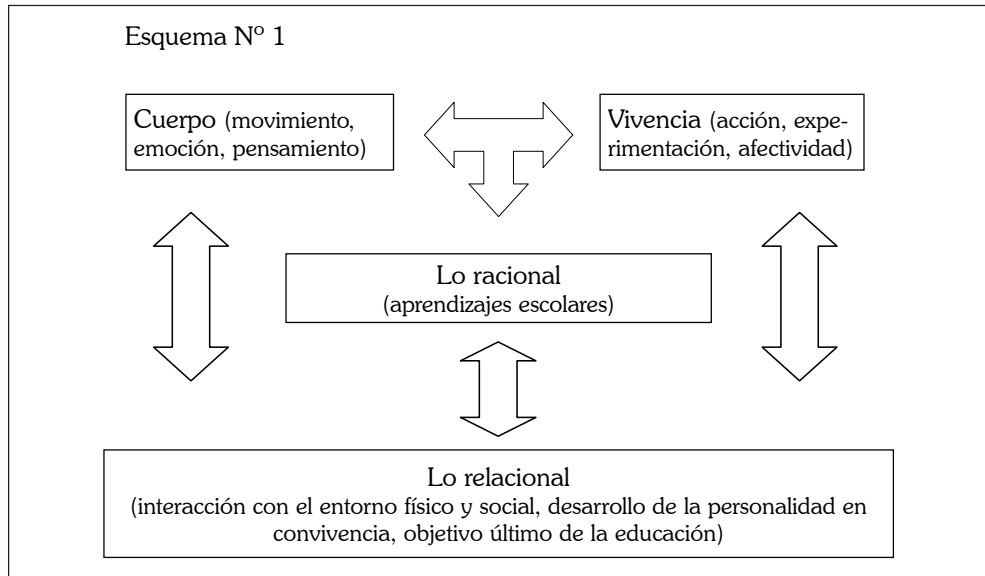 Esquema Nº 1
Cuerpo (movimiento,
emoción, pensamiento)
Vivencia (acción, expe-
rimentación, afectividad)
Lo racional
(aprendizajes escolares)
Lo relacional
(interacción con el entorno físico y social, desarrollo de la personalidad en
convivencia, objetivo último de la educación)